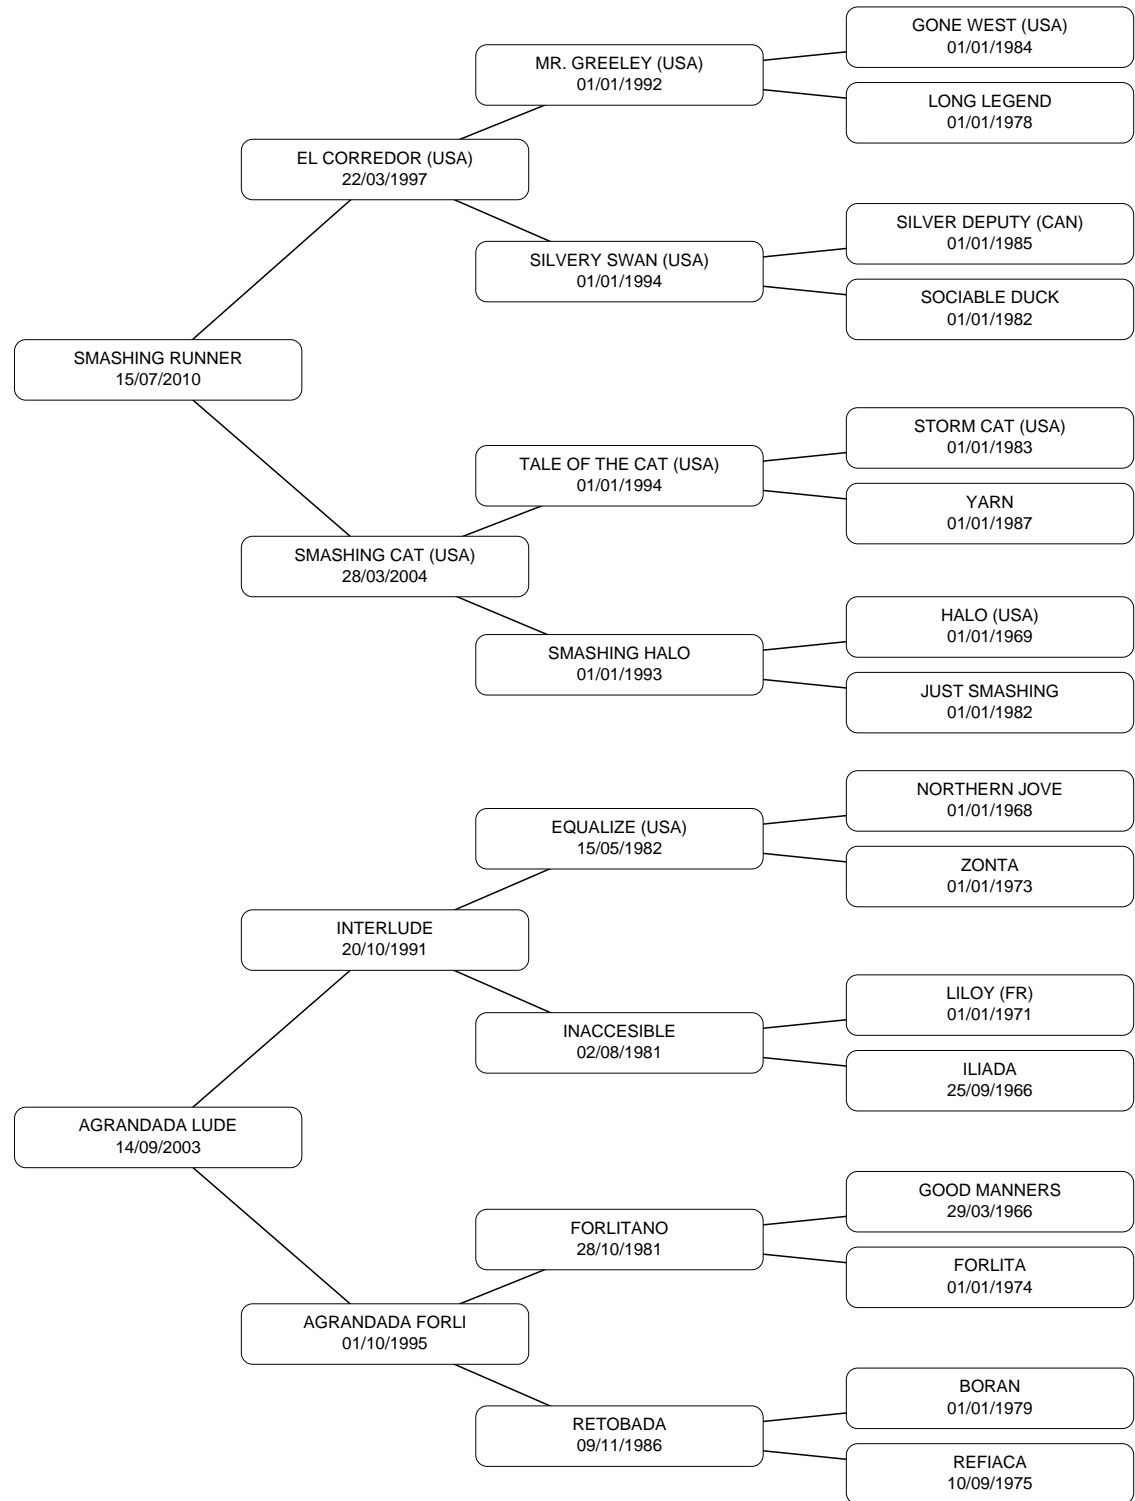 GONE WEST (USA)
01/01/1984
MR. GREELEY (USA)
01/01/1992
LONG LEGEND
01/01/1978
EL CORREDOR (USA)
22/03/1997
SILVER DEPUTY (CAN)
01/01/1985
SILVERY SWAN (USA)
01/01/1994
SOCIABLE DUCK
01/01/1982
SMASHING RUNNER
15/07/2010
STORM CAT (USA)
01/01/1983
TALE OF THE CAT (USA)
01/01/1994
YARN
01/01/1987
SMASHING CAT (USA)
28/03/2004
HALO (USA)
01/01/1969
SMASHING HALO
01/01/1993
JUST SMASHING
01/01/1982
NORTHERN JOVE
01/01/1968
EQUALIZE (USA)
15/05/1982
ZONTA
01/01/1973
INTERLUDE
20/10/1991
LILOY (FR)
01/01/1971
INACCESIBLE
02/08/1981
ILIADA
25/09/1966
AGRANDADA LUDE
14/09/2003
GOOD MANNERS
29/03/1966
FORLITANO
28/10/1981
FORLITA
01/01/1974
AGRANDADA FORLI
01/10/1995
BORAN
01/01/1979
RETOBADA
09/11/1986
REFIACA
10/09/1975